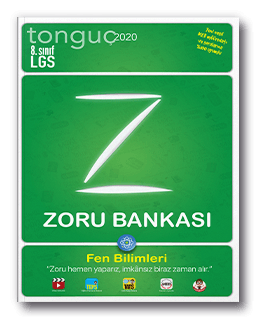 tonguç 2020
8.sınıf
LGS
Z
ZORU BANKASI
Fen Bilimleri
"Zoru hemen yaparız, imkânsız biraz zaman alır."